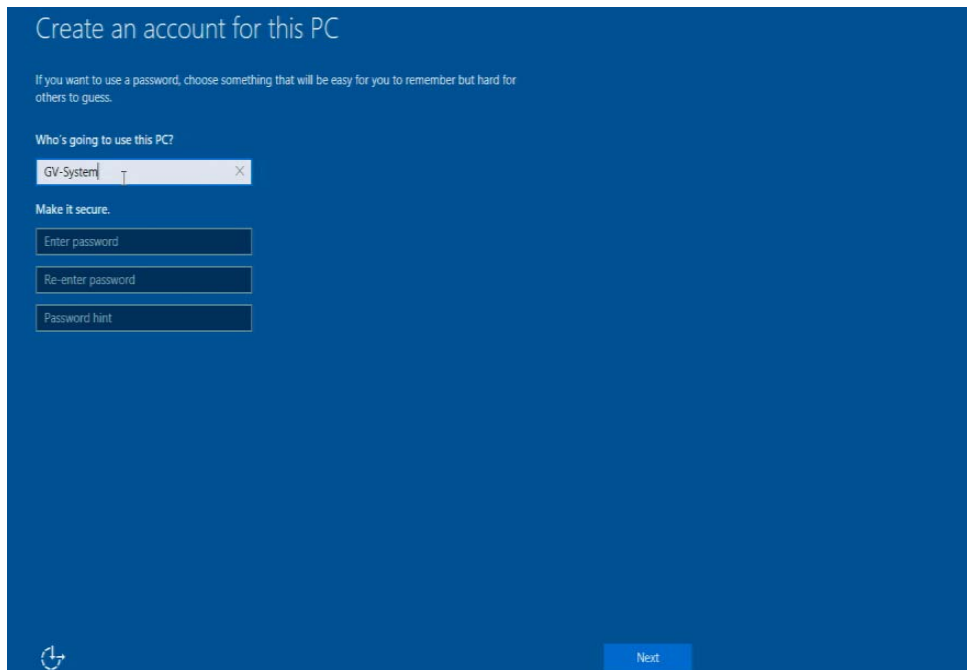 Create an account for this PC
If you want to use a password, choose something that will be easy for you to remember but hard for
others to guess.
Who's going to use this PC?
GV-System
Make it secure.
Enter password
Re-enter password
Password hint
Next